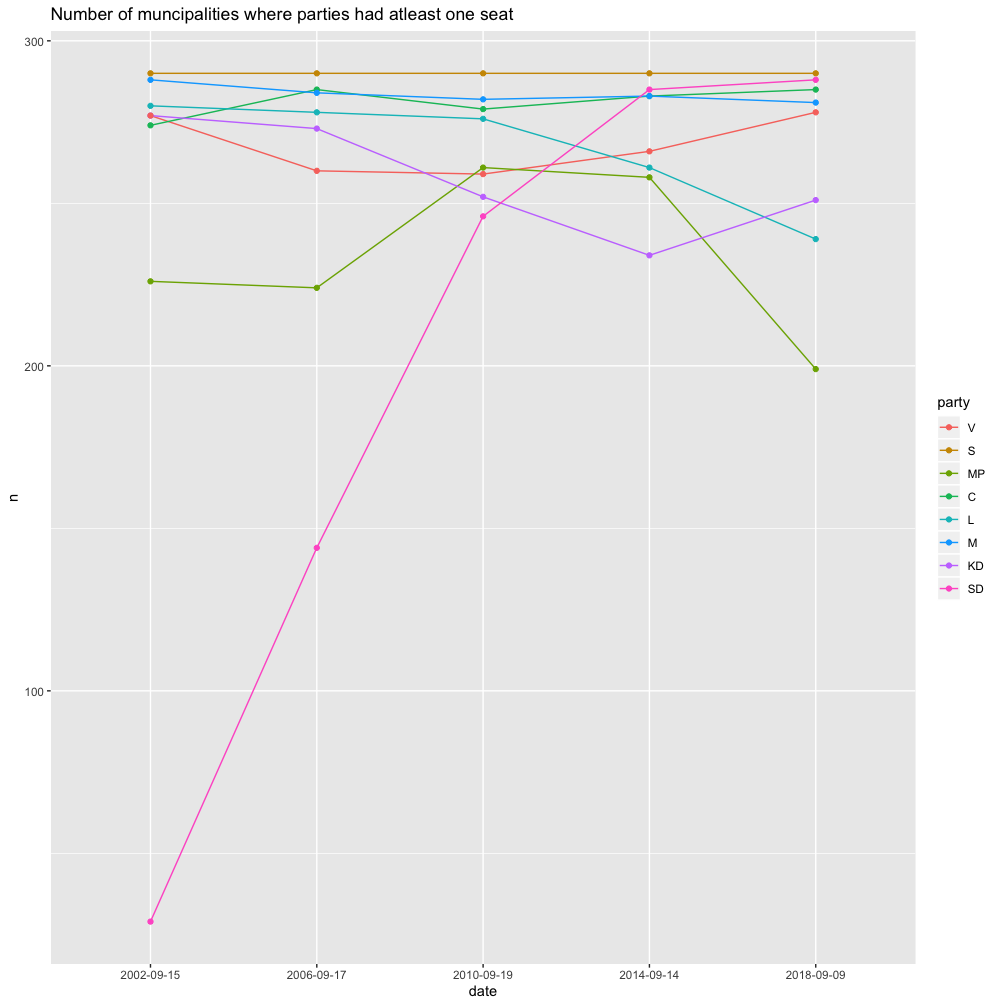 Number of muncipalities where parties had atleast one seat
300
200
100
n
2002-09-15
2006-09-17
2010-09-19
2014-09-14
2018-09-09
date
party
V
S
MP
C
L
M
KD
SD